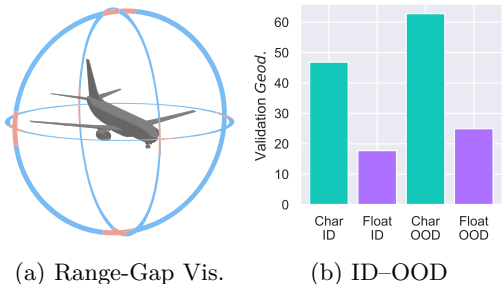 Validation Geod.
60
50
40
30
20
10
0
Char Float Char Float
ID ID OOD OOD
(a) Range-Gap Vis. (b) ID–OOD